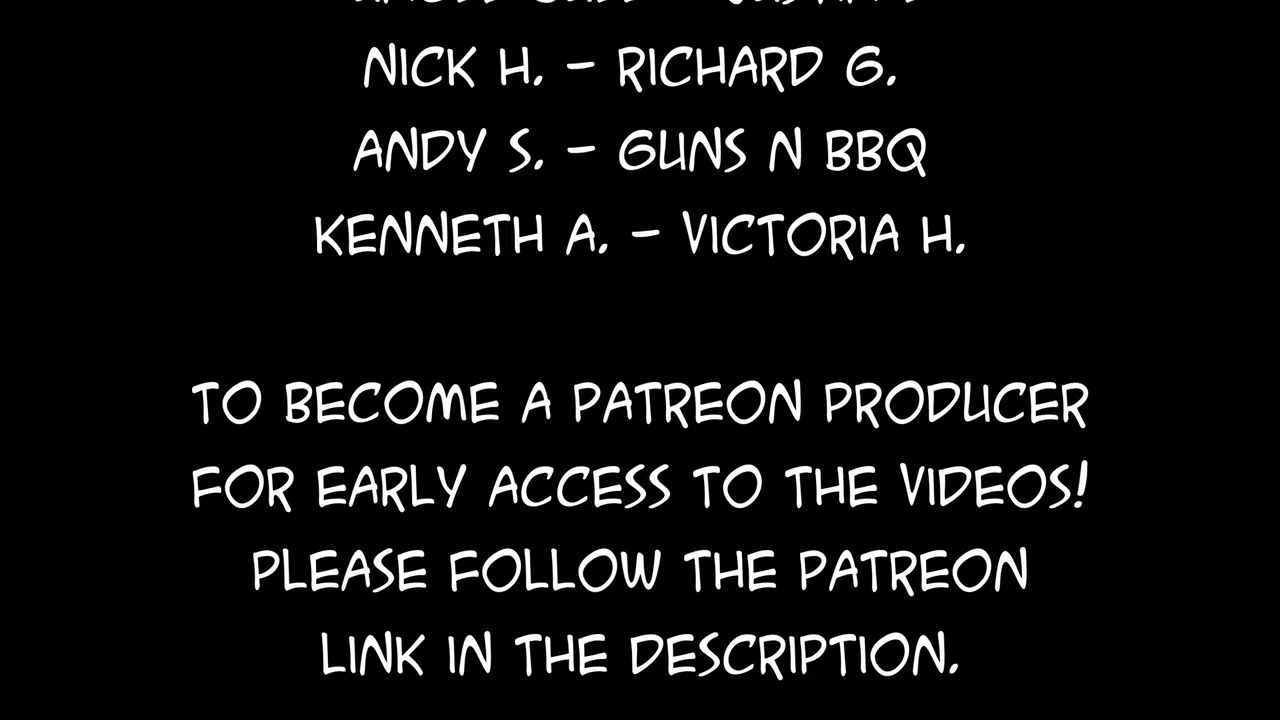 NICK H. - RICHARD G.
ANDY S. - GUNS N BBQ
KENNETH A. - VICTORIA H.
TO BECOME A PATREON PRODUCER
FOR EARLY ACCESS TO THE VIDEOS!
PLEASE FOLLOW THE PATREON
LINK IN THE DESCRIPTION.